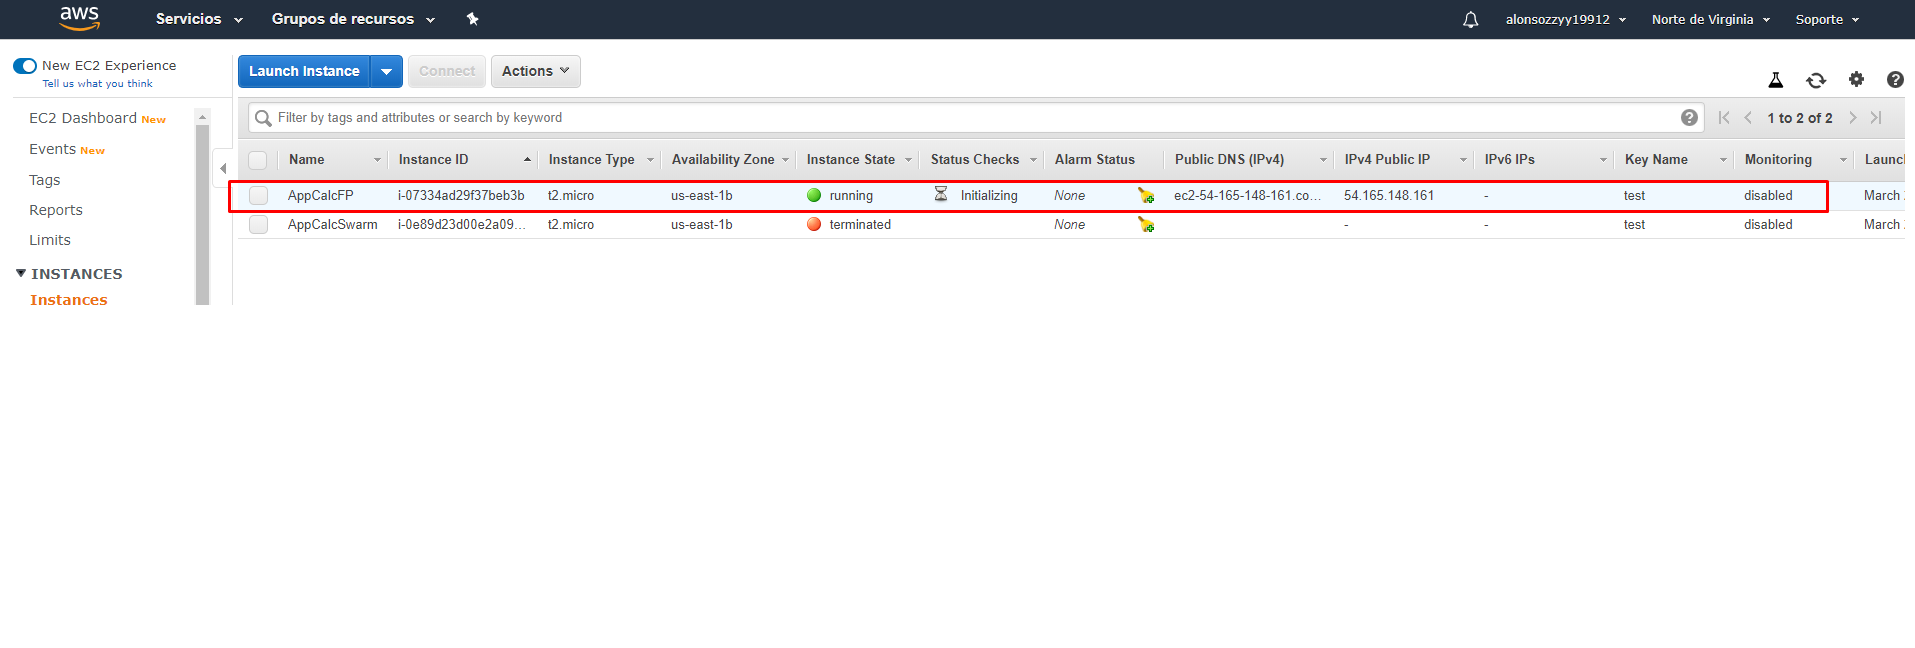 aws Servicios Grupos de recursos alonsozzyy19912 Norte de Virginia Soporte
New EC2 Experience
Tell us what you think
Launch Instance Connect Actions
EC2 Dashboard New
Events New
Tags
Reports
Limits
INSTANCES
Instances
Filter by tags and attributes or search by keyword 1 to 2 of 2
Name Instance ID Instance Type Availability Zone Instance State Status Checks Alarm Status Public DNS (IPv4) IPv4 Public IP IPv6 IPs Key Name Monitoring Launc
AppCalcFP i-07334ad29f37beb3b t2.micro us-east-1b running Initializing None ec2-54-165-148-161.co... 54.165.148.161 - test disabled March
AppCalcSwarm i-0e89d23d00e2a09... t2.micro us-east-1b terminated None - - test disabled March